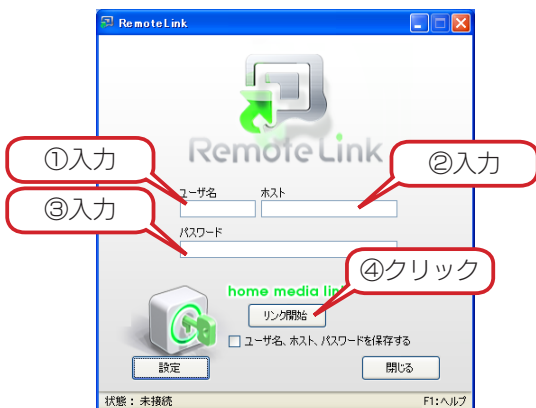 RemoteLink
Remote Link
①入力
②入力
ユーザ名 ホスト
③入力
パスワード
④クリック
home media lin
リンク開始
ユーザ名、ホスト、パスワードを保存する
設定 閉じる
状態: 未接続 F1:ヘルプ